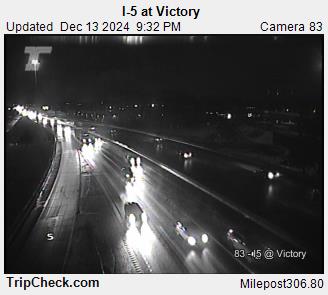 I-5 at Victory
Updated Dec 13 2024 9:32 PM Camera 83
S
83 - I5 @ Victory
TripCheck.com Milepost306.80